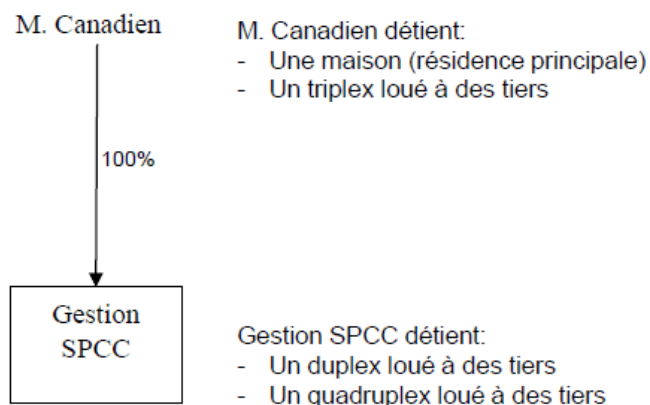 M. Canadien
M. Canadien détient:
- Une maison (résidence principale)
- Un triplex loué à des tiers
100%
Gestion
SPCC
Gestion SPCC détient:
- Un duplex loué à des tiers
- Un quadruplex loué à des tiers